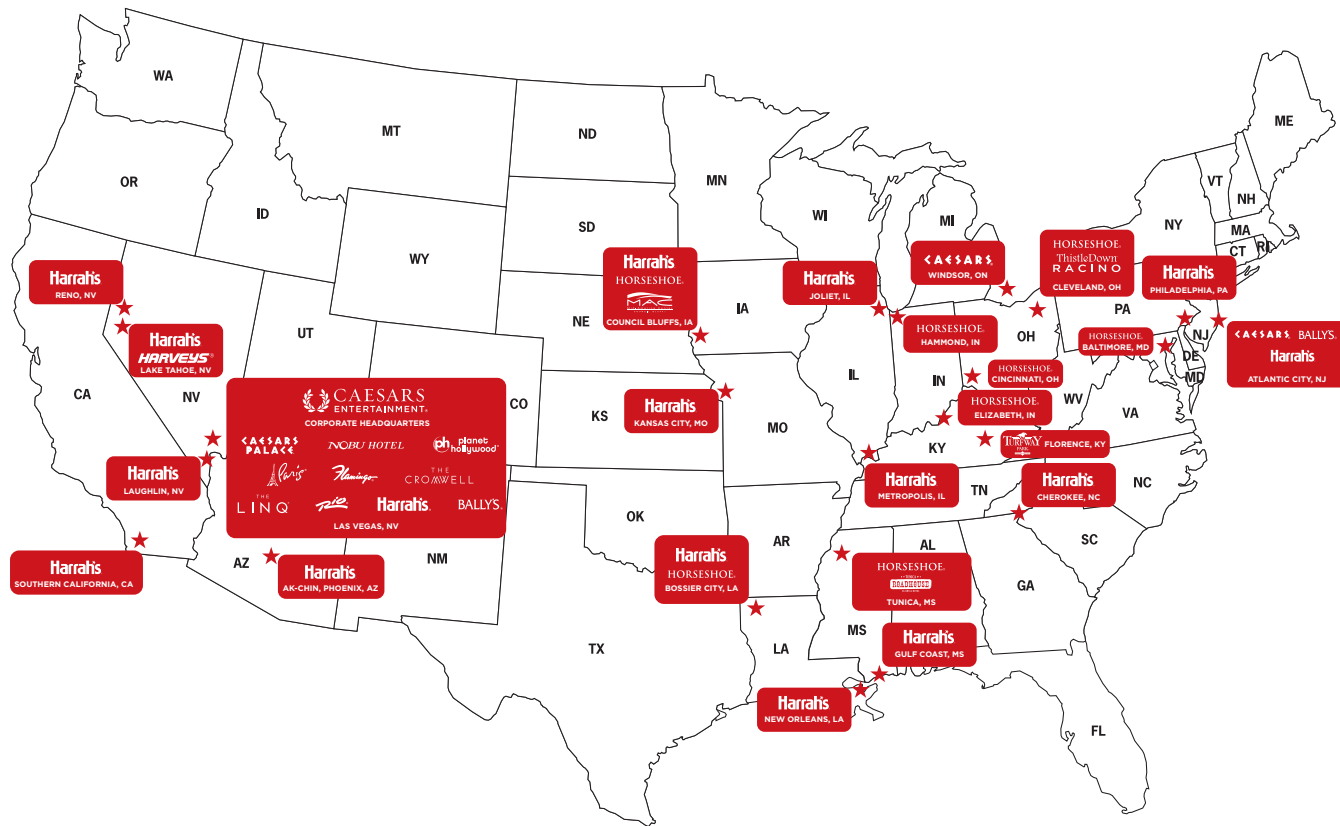 WA
MT
ND
MN
ME
OR
ID
SD
WI
MI
NY
VT
NH
MA
CT
RI
WY
Harrah's
RENO, NV
Harrah's
HARVEYS®
LAKE TAHOE, NV
Harrah's
HORSESHOE.
MAC
COUNCIL BLUFFS, IA
Harrah's
JOLIET, IL
CAESARS
WINDSOR, ON
HORSESHOE.
ThistleDown
RACINO
CLEVELAND, OH
Harrah's
PHILADELPHIA, PA
HORSESHOE
HAMMOND, IN
HORSESHOE.
BALTIMORE, MD
CAESARS BALLY'S
Harrah's
ATLANTIC CITY, NJ
HORSESHOE.
CINCINNATI, OH
HORSESHOE.
ELIZABETH, IN
TURFWAY
PARK
FLORENCE, KY
NE
IA
PA
OH
NJ
DE
MD
UT
CA
NV
CO
KS
MO
IL
IN
WV
VA
KY
CAESARS
ENTERTAINMENT®
CORPORATE HEADQUARTERS
CAESARS
PALACE
NOBU HOTEL
ph planet
hollywood
Paris
Flamingo
THE
CROMWELL
THE
LINQ
Rio
Harrah's.
BALLY'S
LAS VEGAS, NV
Harrah's
KANSAS CITY, MO
Harrah's
LAUGHLIN, NV
Harrah's
METROPOLIS, IL
Harrah's
CHEROKEE, NC
TN
NC
OK
AR
SC
AL
GA
MS
LA
AZ
NM
TX
FL
Harrah's
SOUTHERN CALIFORNIA, CA
Harrah's
AK-CHIN, PHOENIX, AZ
Harrah's
HORSESHOE.
BOSSIER CITY, LA
HORSESHOE.
ROADHOUSE
TUNICA, MS
Harrah's
GULF COAST, MS
Harrah's
NEW ORLEANS, LA